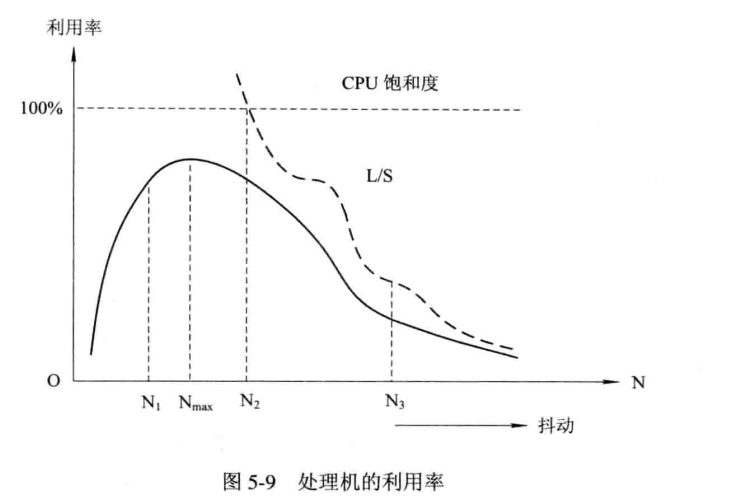 利用率
CPU 饱和度
100%
L/S
O
N
N1
Nmax
N2
N3
抖动
图 5-9 处理机的利用率